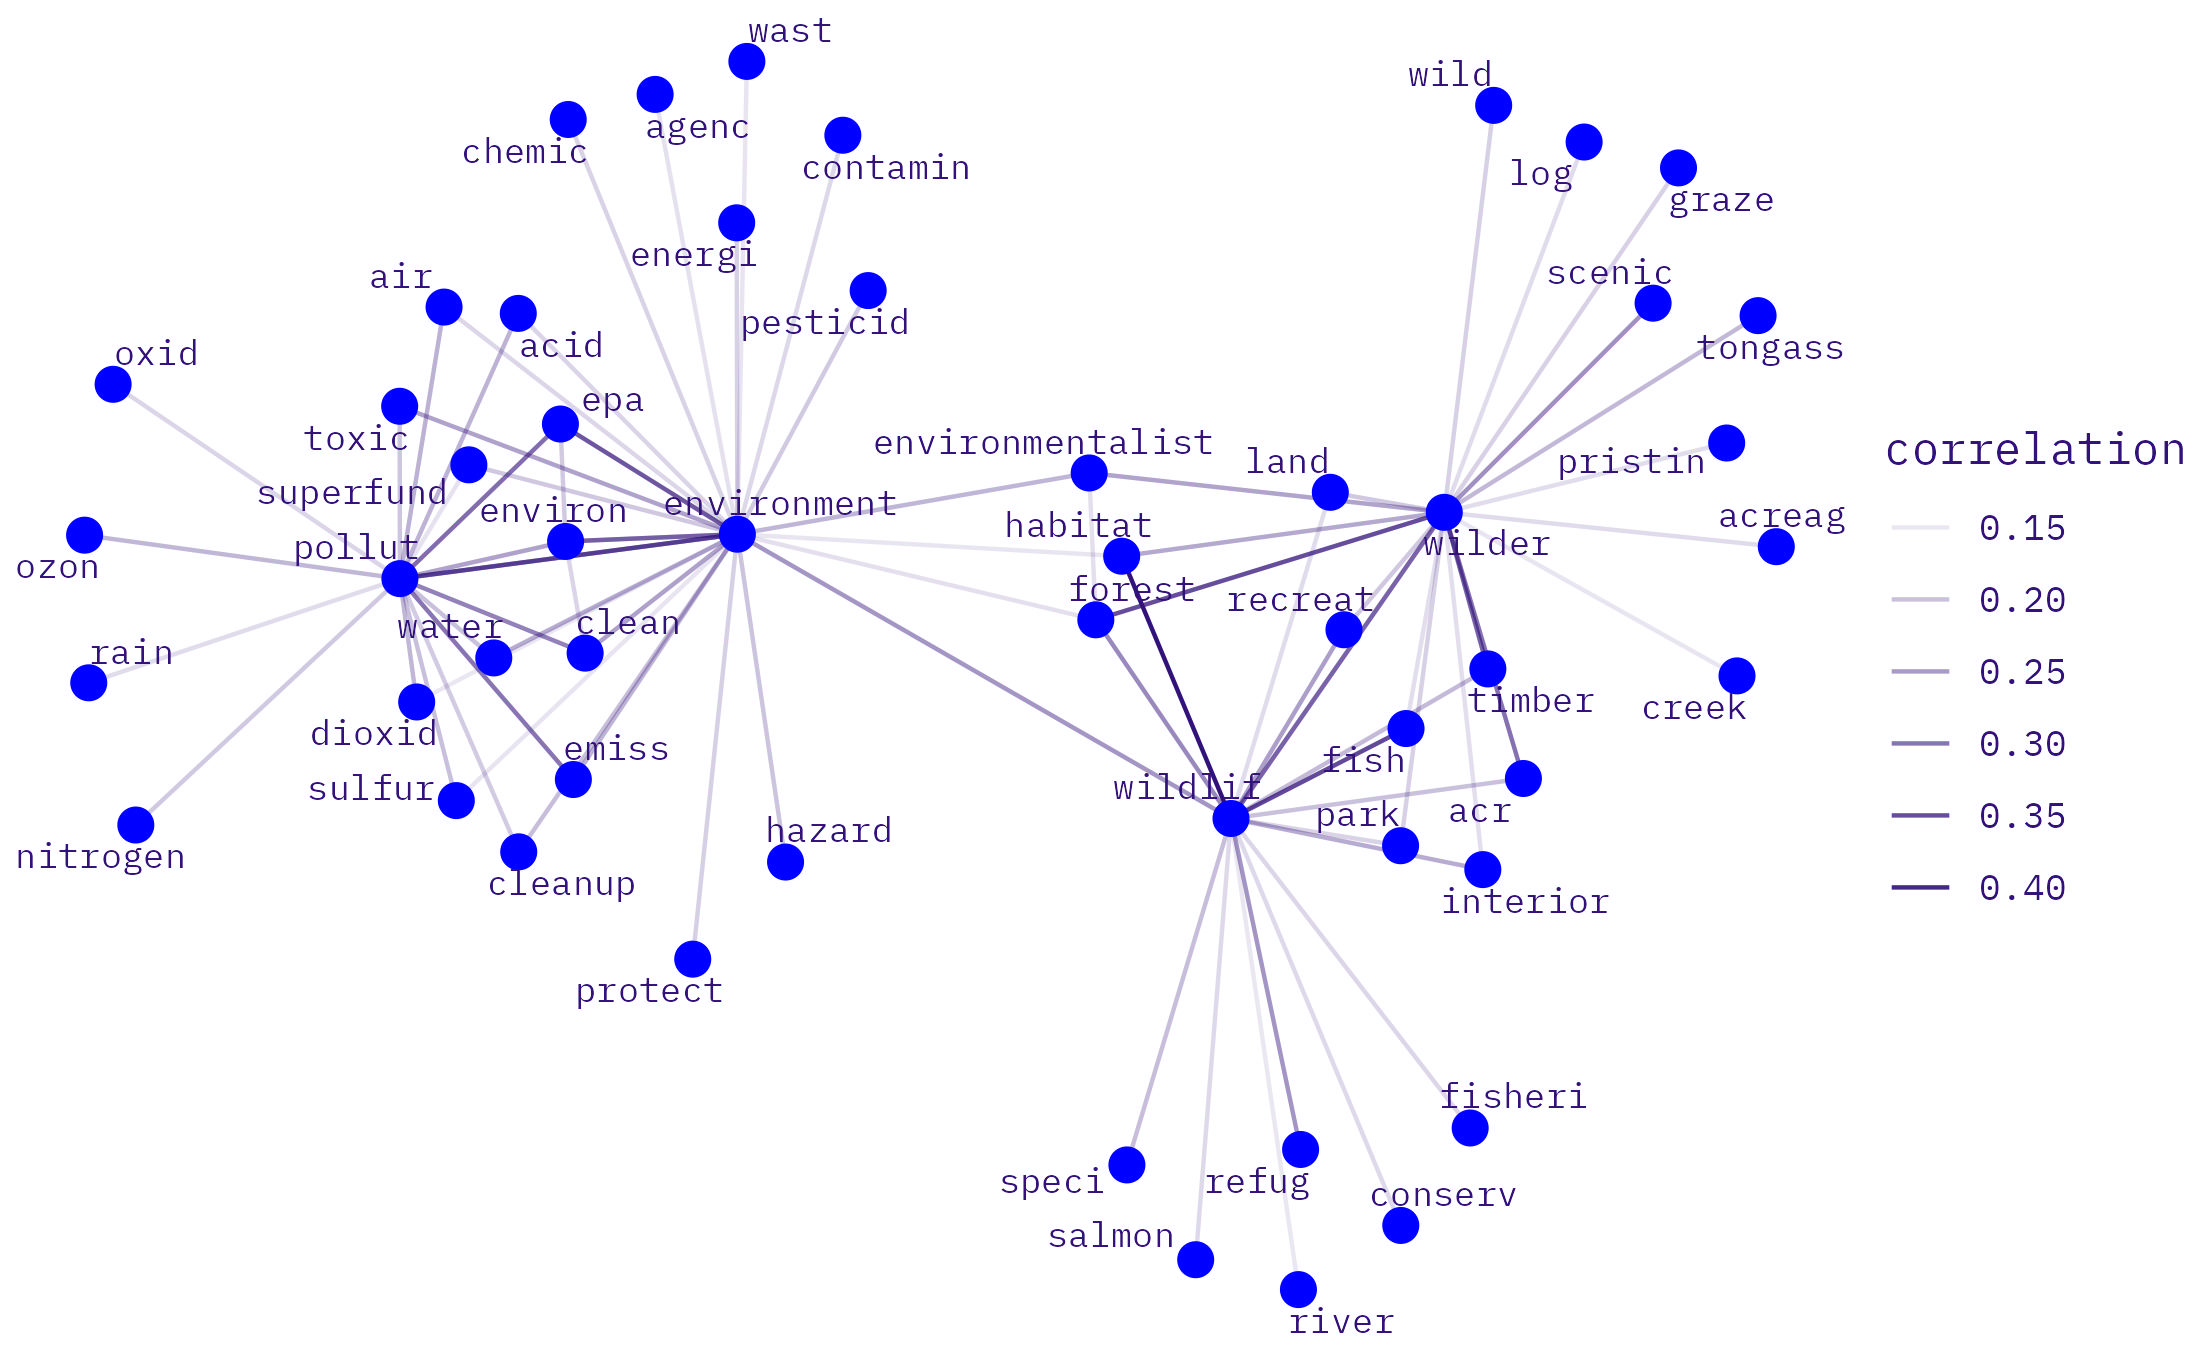 wast
wild
agenc
chemic
contamin
log
graze
energi
air
scenic
pesticid
acid
tongass
oxid
epa
toxic
environmentalist
land
pristin
correlation
superfund
environ
environment
habitat
acreag
0.15
wilder
pollut
ozon
forest
recreat
0.20
water
clean
rain
0.25
timber
creek
dioxid
emiss
0.30
fish
sulfur
wildlif
park
acr
0.35
hazard
nitrogen
cleanup
0.40
interior
protect
fisheri
speci
refug
conserv
salmon
river